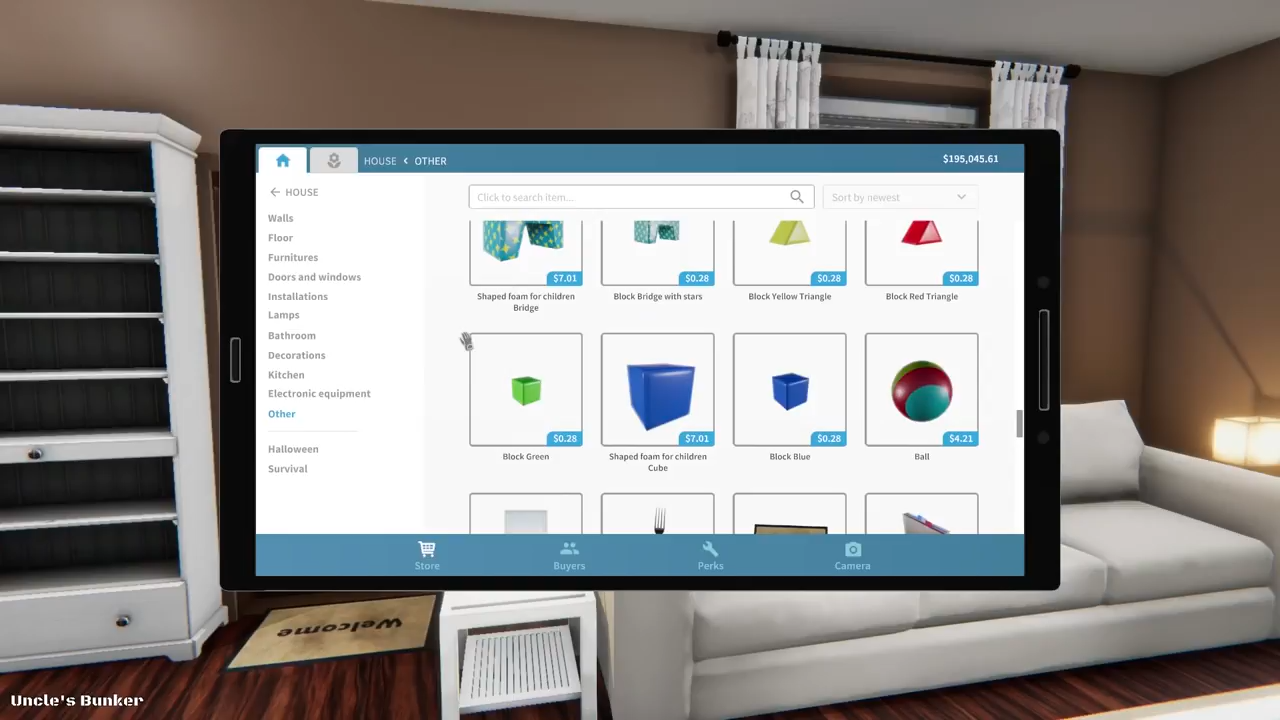 HOUSE < OTHER
$195,045.61
HOUSE
Click to search item...
Sort by newest
Walls
Floor
Furnitures
Doors and windows
Installations
Lamps
Bathroom
Decorations
Kitchen
Electronic equipment
Other
Halloween
Survival
$7.01
$0.28
$0.28
$0.28
Shaped foam for children
Bridge
Block Bridge with stars
Block Yellow Triangle
Block Red Triangle
$0.28
$7.01
$0.28
$4.21
Block Green
Shaped foam for children
Cube
Block Blue
Ball
Store
Buyers
Perks
Camera
Welcome
Uncle's Bunker